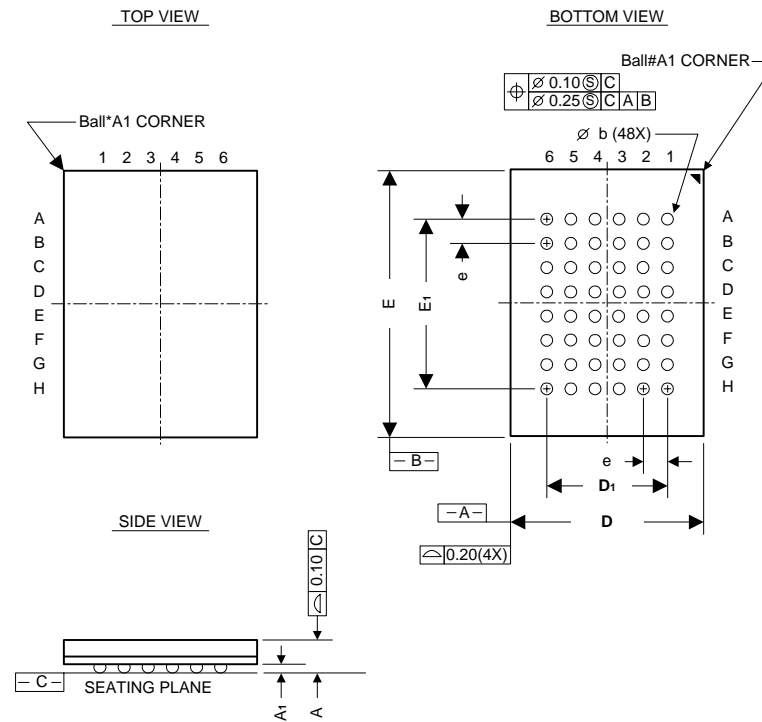 TOP VIEW
Ball*A1 CORNER
1 2 3 4 5 6
A
B
C
D
E
F
G
H
BOTTOM VIEW
Ball#A1 CORNER
⌖ ⌀ 0.10 Ⓢ C
⌀ 0.25 Ⓢ C A B
⌀ b (48X)
6 5 4 3 2 1
A
B
C
D
E
F
G
H
e
E
E1
e
D1
D
– B –
– A –
⌓ 0.20(4X)
SIDE VIEW
⌓ 0.10 C
– C –
SEATING PLANE
A1
A